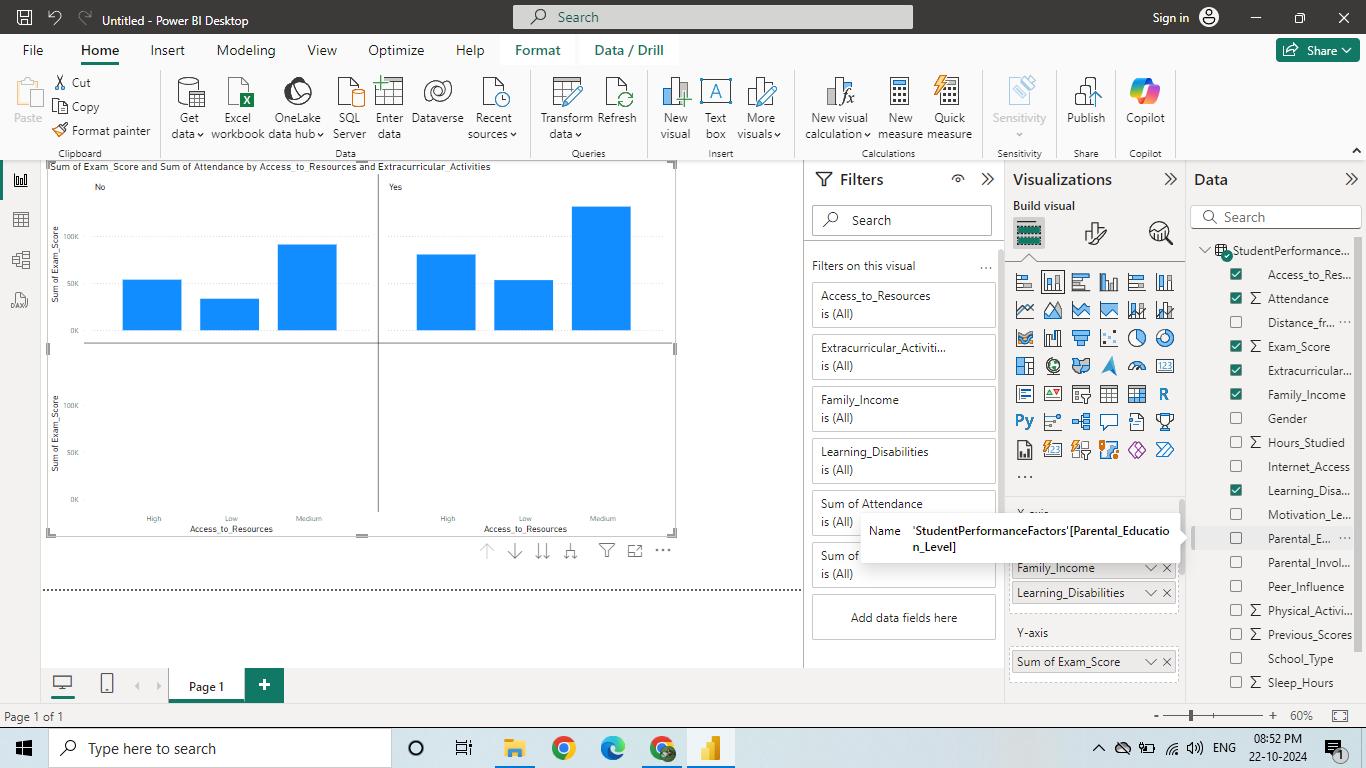 Untitled - Power BI Desktop
Search
Sign in
File
Home
Insert
Modeling
View
Optimize
Help
Format
Data / Drill
Share
Paste
Cut
Copy
Format painter
Clipboard
Get data
Excel workbook
OneLake data hub
SQL Server
Enter data
Dataverse
Recent sources
Data
Transform data
Refresh
Queries
New visual
Text box
More visuals
Insert
New visual calculation
New measure
Quick measure
Calculations
Sensitivity
Sensitivity
Publish
Share
Copilot
Copilot
Sum of Exam_Score and Sum of Attendance by Access_to_Resources and Extracurricular_Activities
No
Yes
Sum of Exam_Score
100K
50K
0K
Sum of Exam_Score
100K
50K
0K
High
Low
Medium
High
Low
Medium
Access_to_Resources
Access_to_Resources
Filters
Search
Filters on this visual
Access_to_Resources
is (All)
Extracurricular_Activiti...
is (All)
Family_Income
is (All)
Learning_Disabilities
is (All)
Sum of Attendance
is (All)
Sum of
is (All)
Add data fields here
Visualizations
Build visual
123
R
Py
123
Name 'StudentPerformanceFactors'[Parental_Educatio
n_Level]
Family_Income
Learning_Disabilities
Y-axis
Sum of Exam_Score
Data
Search
StudentPerformance...
Access_to_Res...
Attendance
Distance_fr...
Exam_Score
Extracurricular...
Family_Income
Gender
Hours_Studied
Internet_Access
Learning_Disa...
Motivation_Le...
Parental_E...
Parental_Invol...
Peer_Influence
Physical_Activi...
Previous_Scores
School_Type
Sleep_Hours
DAX
Page 1
Page 1 of 1
60%
Type here to search
ENG
08:52 PM
22-10-2024
1